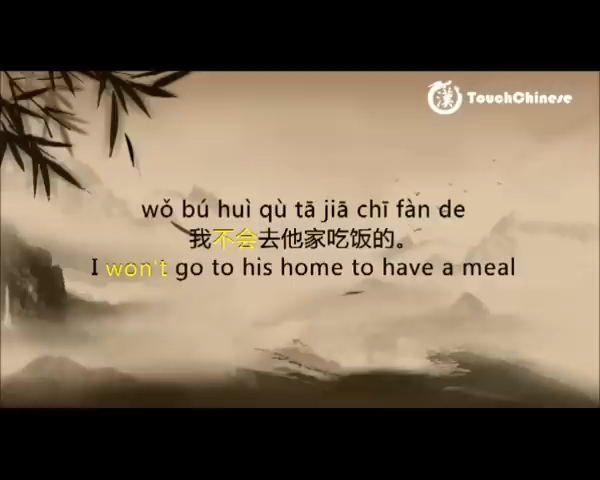 漢 TouchChinese
wǒ bú huì qù tā jiā chī fàn de
我不会去他家吃饭的。
I won't go to his home to have a meal